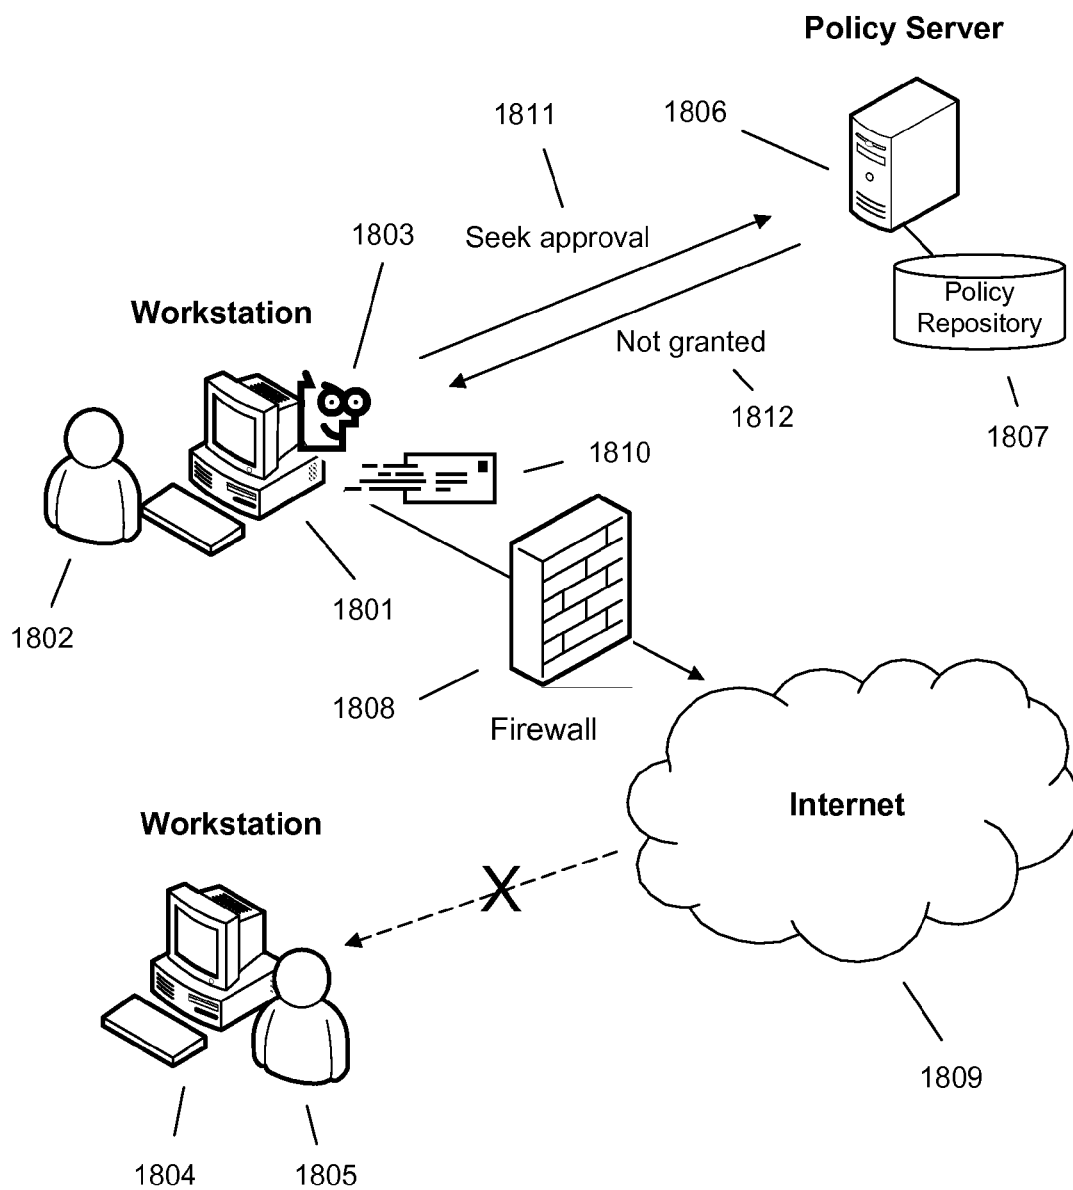 Policy Server
1811
1806
Seek approval
1803
Policy
Repository
Workstation
Not granted
1812
1807
1810
1801
1802
1808
Firewall
Internet
Workstation
X
1809
1804
1805